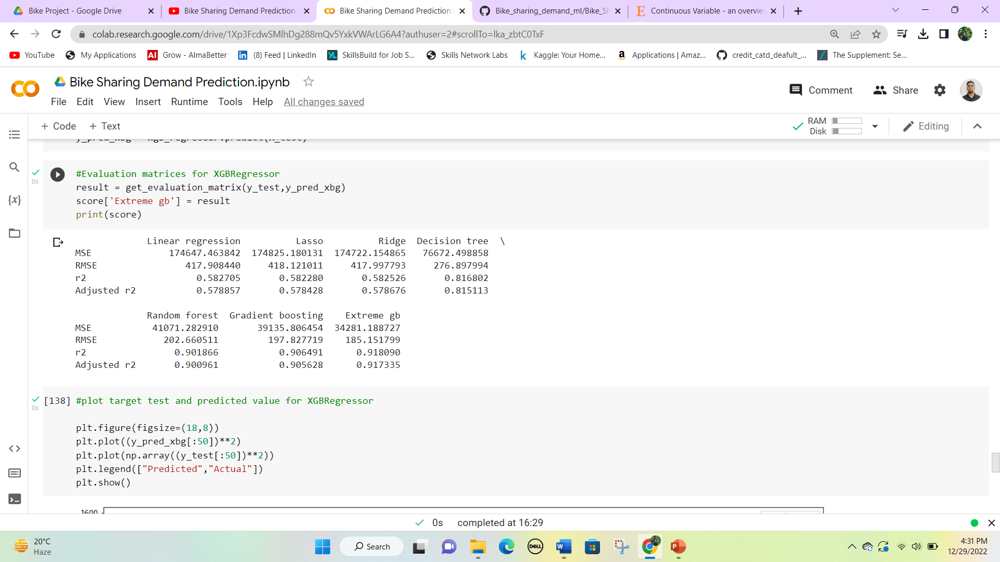 Bike Project - Google Drive
Bike Sharing Demand Prediction
Bike Sharing Demand Prediction.
Bike_sharing_demand_ml/Bike_Sh
Continuous Variable - an overview
colab.research.google.com/drive/1Xp3FcdwSMlhDg288mQv5YxkVWArLG6A4?authuser=2#scrollTo=lka_zbtC0TxF
YouTube
My Applications
Grow - AlmaBetter
(8) Feed | LinkedIn
SkillsBuild for Job S...
Skills Network Labs
Kaggle: Your Home...
Applications | Amaz...
credit_catd_deafult_...
The Supplement: Se...
Bike Sharing Demand Prediction.ipynb
Comment
Share
File Edit View Insert Runtime Tools Help All changes saved
+ Code + Text
RAM
Disk
Editing
y_pred_xbg = xgb_regressor.predict(x_test)
0s
#Evaluation matrices for XGBRegressor
result = get_evaluation_matrix(y_test,y_pred_xbg)
score['Extreme gb'] = result
print(score)
Linear regression Lasso Ridge Decision tree \
MSE 174647.463842 174825.180131 174722.154865 76672.498858
RMSE 417.908440 418.121011 417.997793 276.897994
r2 0.582705 0.582280 0.582526 0.816802
Adjusted r2 0.578857 0.578428 0.578676 0.815113
Random forest Gradient boosting Extreme gb
MSE 41071.282910 39135.806454 34281.188727
RMSE 202.660511 197.827719 185.151799
r2 0.901866 0.906491 0.918090
Adjusted r2 0.900961 0.905628 0.917335
0s
[138] #plot target test and predicted value for XGBRegressor
plt.figure(figsize=(18,8))
plt.plot((y_pred_xbg[:50])**2)
plt.plot(np.array((y_test[:50])**2))
plt.legend(["Predicted","Actual"])
plt.show()
1600
0s completed at 16:29
20°C
Haze
Search
4:31 PM
12/29/2022